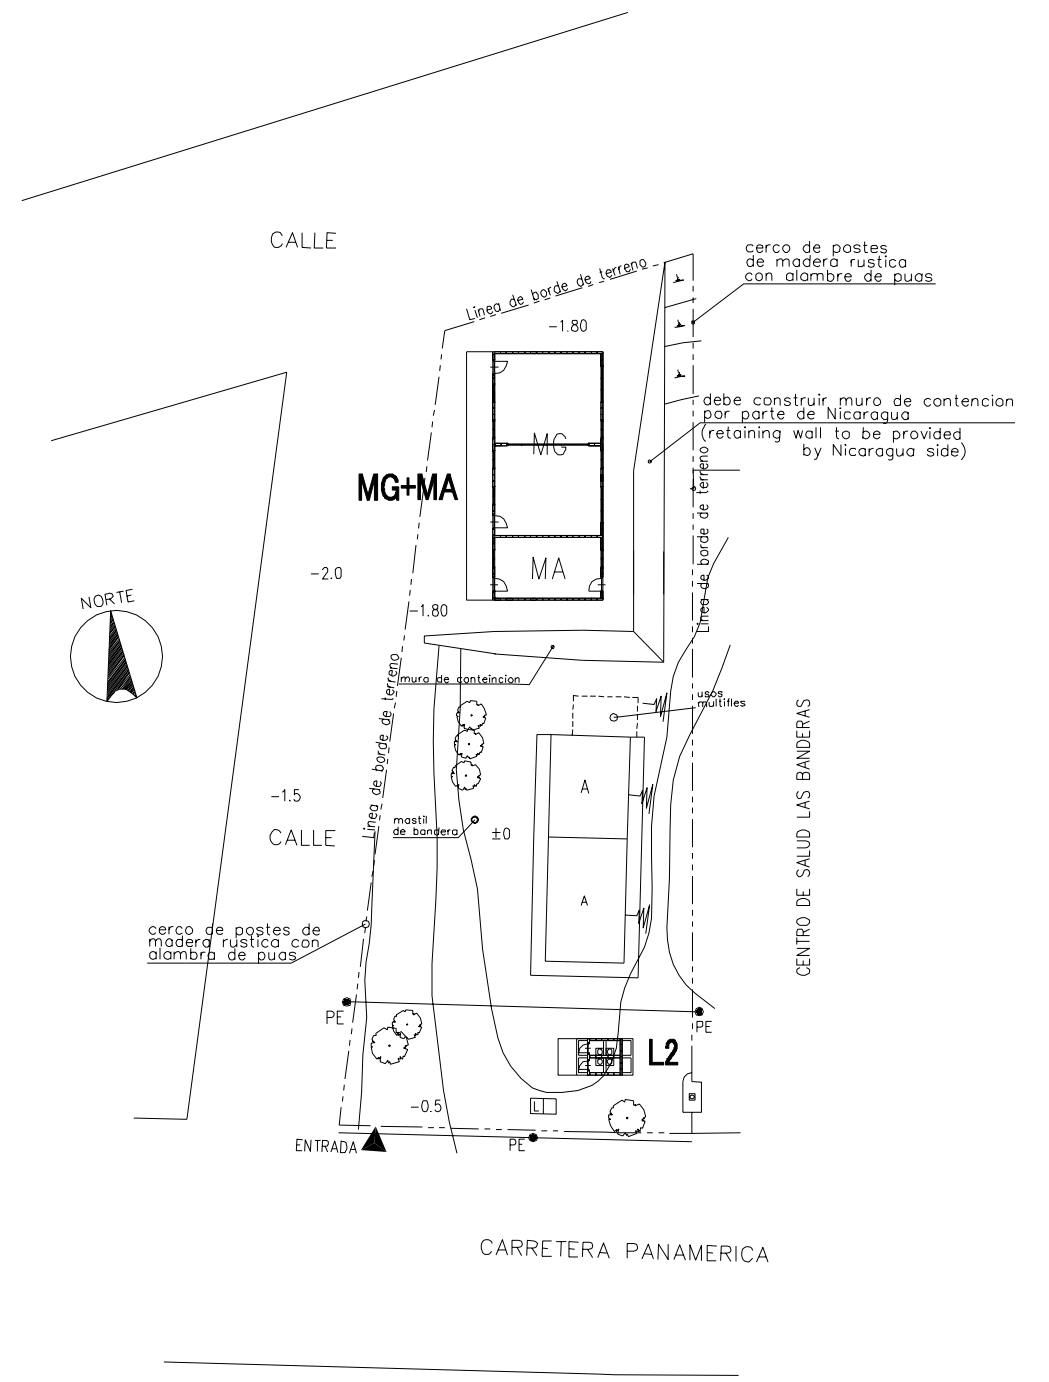 CALLE
cerco de postes
de madera rustica
con alambre de puas
Linea de borde de terreno
-1.80
debe construir muro de contencion
por parte de Nicaragua
(retaining wall to be provided
by Nicaragua side)
MG
MG+MA
Linea de borde de terreno
MA
-2.0
NORTE
-1.80
muro de conteincion
usos
multifles
Linea de borde de terreno
CENTRO DE SALUD LAS BANDERAS
A
-1.5
mastil
de bandera
±0
CALLE
A
cerco de postes de
madera rustica con
alambra de puas
PE
PE
L2
-0.5
L
ENTRADA
PE
CARRETERA PANAMERICA